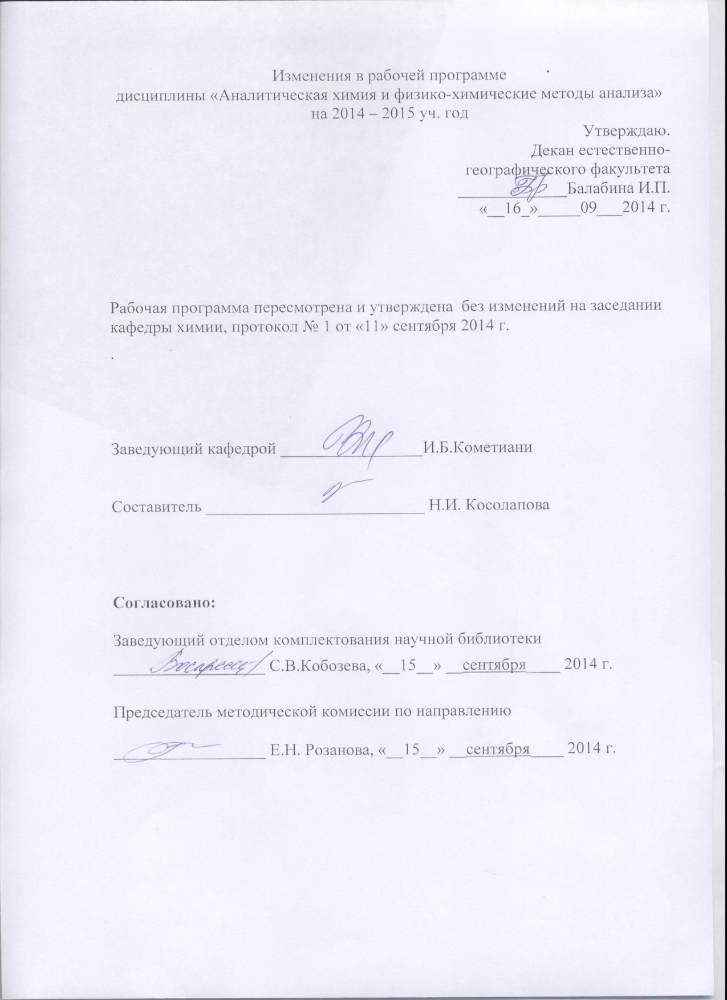 Изменения в рабочей программе
дисциплины «Аналитическая химия и физико-химические методы анализа»
на 2014 – 2015 уч. год
Утверждаю.
Декан естественно-
географического факультета
_____________Балабина И.П.
«__16_»_____09___2014 г.
Рабочая программа пересмотрена и утверждена  без изменений на заседании
кафедры химии, протокол № 1 от «11» сентября 2014 г.
.
Заведующий кафедрой _________________И.Б.Кометиани
Составитель __________________________ Н.И. Косолапова
Согласовано:
Заведующий отделом комплектования научной библиотеки
__________________ С.В.Кобозева, «__15__» __сентября____ 2014 г.
Председатель методической комиссии по направлению
__________________ Е.Н. Розанова, «__15__» __сентября____ 2014 г.